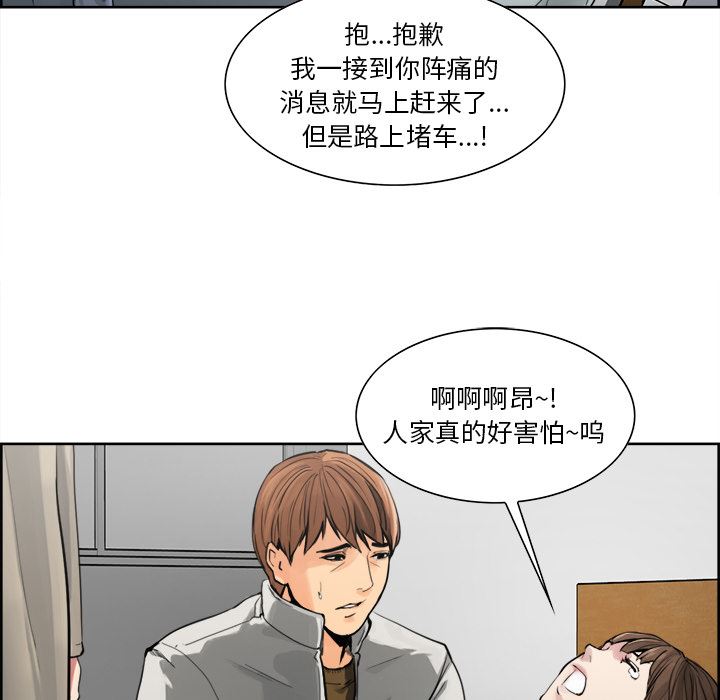 抱...抱歉
我一接到你阵痛的
消息就马上赶来了...
但是路上堵车...!
啊啊啊昂~!
人家真的好害怕~呜